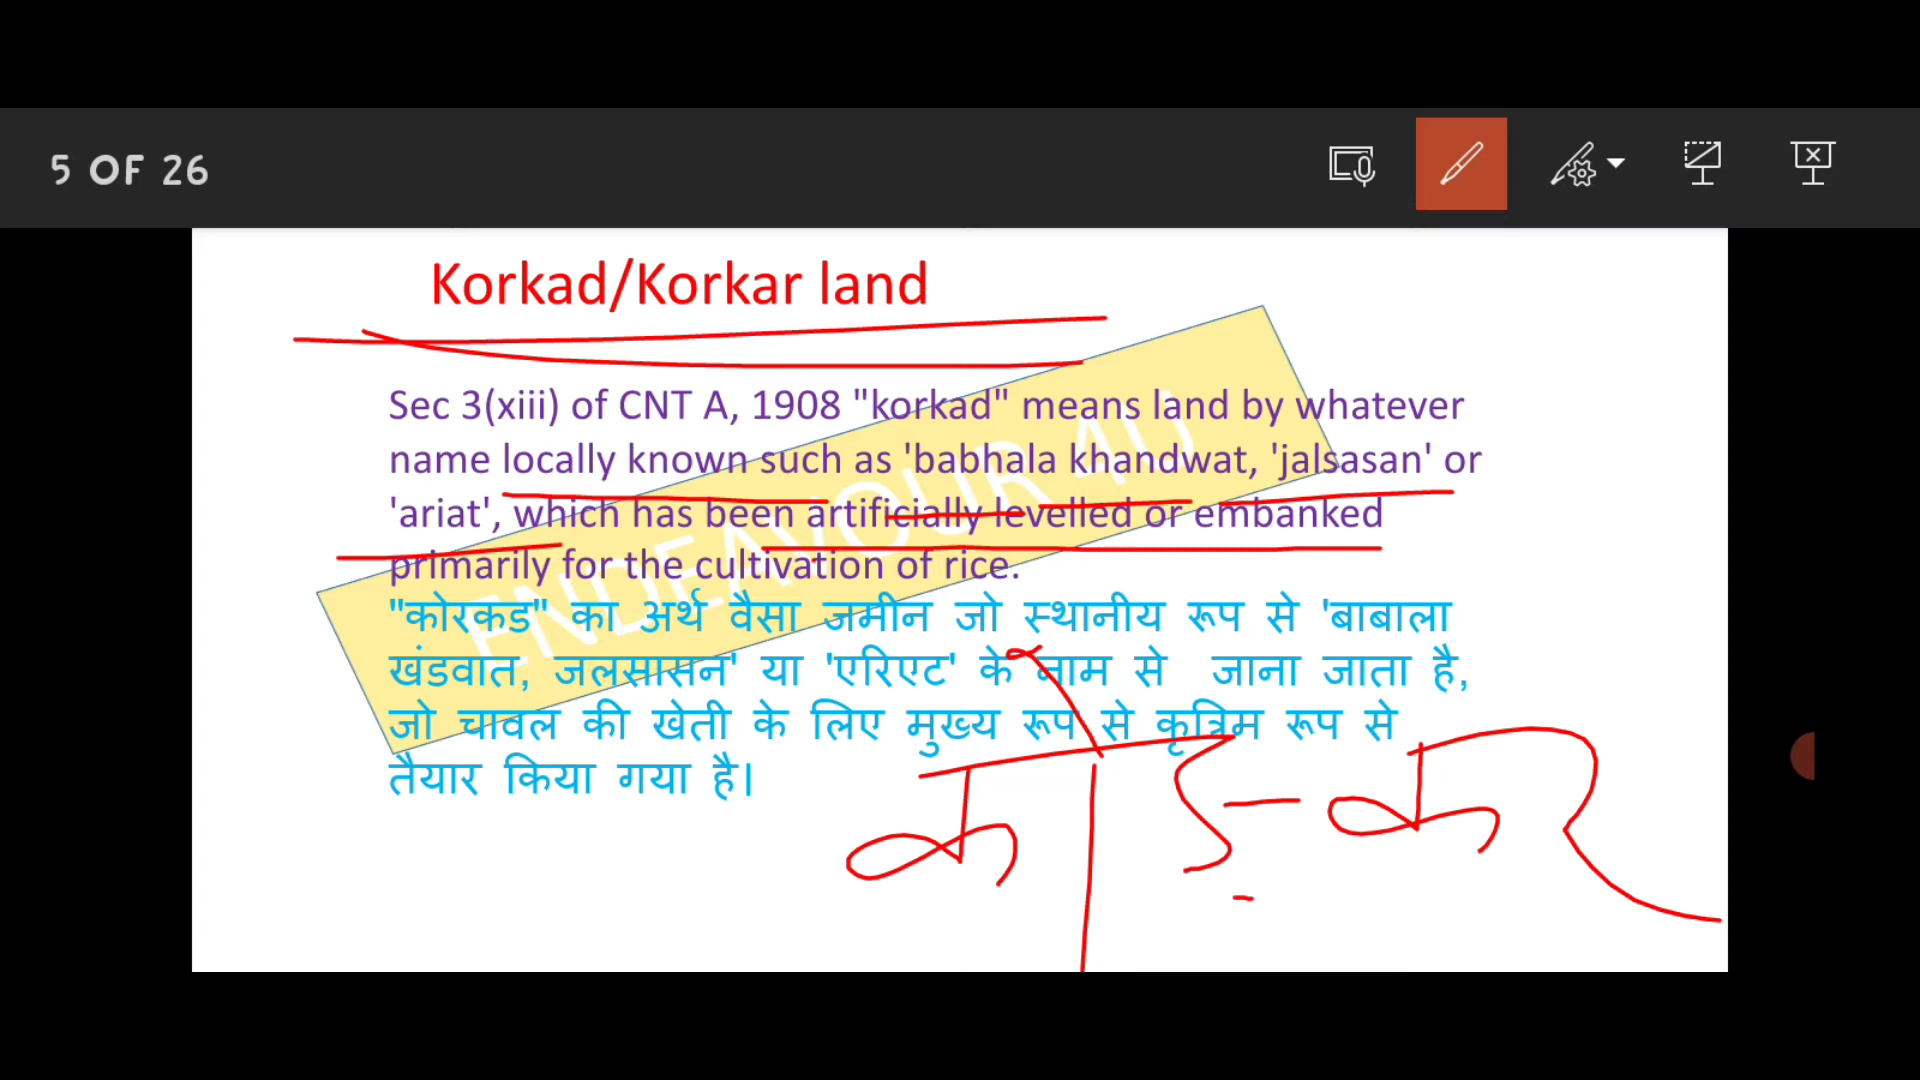 5 OF 26
Korkad/Korkar land
Sec 3(xiii) of CNT A, 1908 "korkad" means land by whatever
name locally known such as 'babhala khandwat, 'jalsasan' or
'ariat', which has been artificially levelled or embanked
primarily for the cultivation of rice.
"कोरकड" का अर्थ वैसा जमीन जो स्थानीय रूप से 'बाबाला
खंडवात, जलसासन' या 'एरिएट' के नाम से जाना जाता है,
जो चावल की खेती के लिए मुख्य रूप से कृत्रिम रूप से
तैयार किया गया है।
ENDEAVOUR 4U